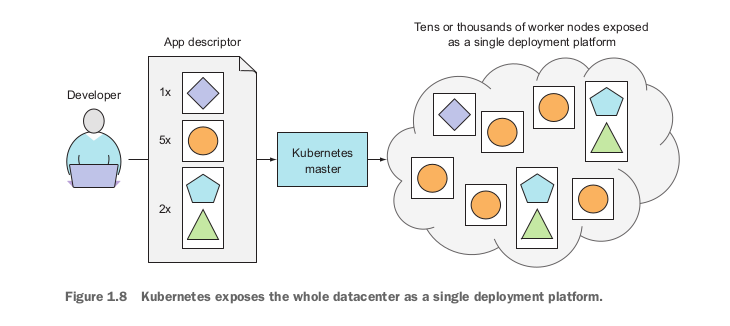 Tens or thousands of worker nodes exposed
as a single deployment platform
App descriptor
Developer
1x
5x
2x
Kubernetes
master
Figure 1.8 Kubernetes exposes the whole datacenter as a single deployment platform.